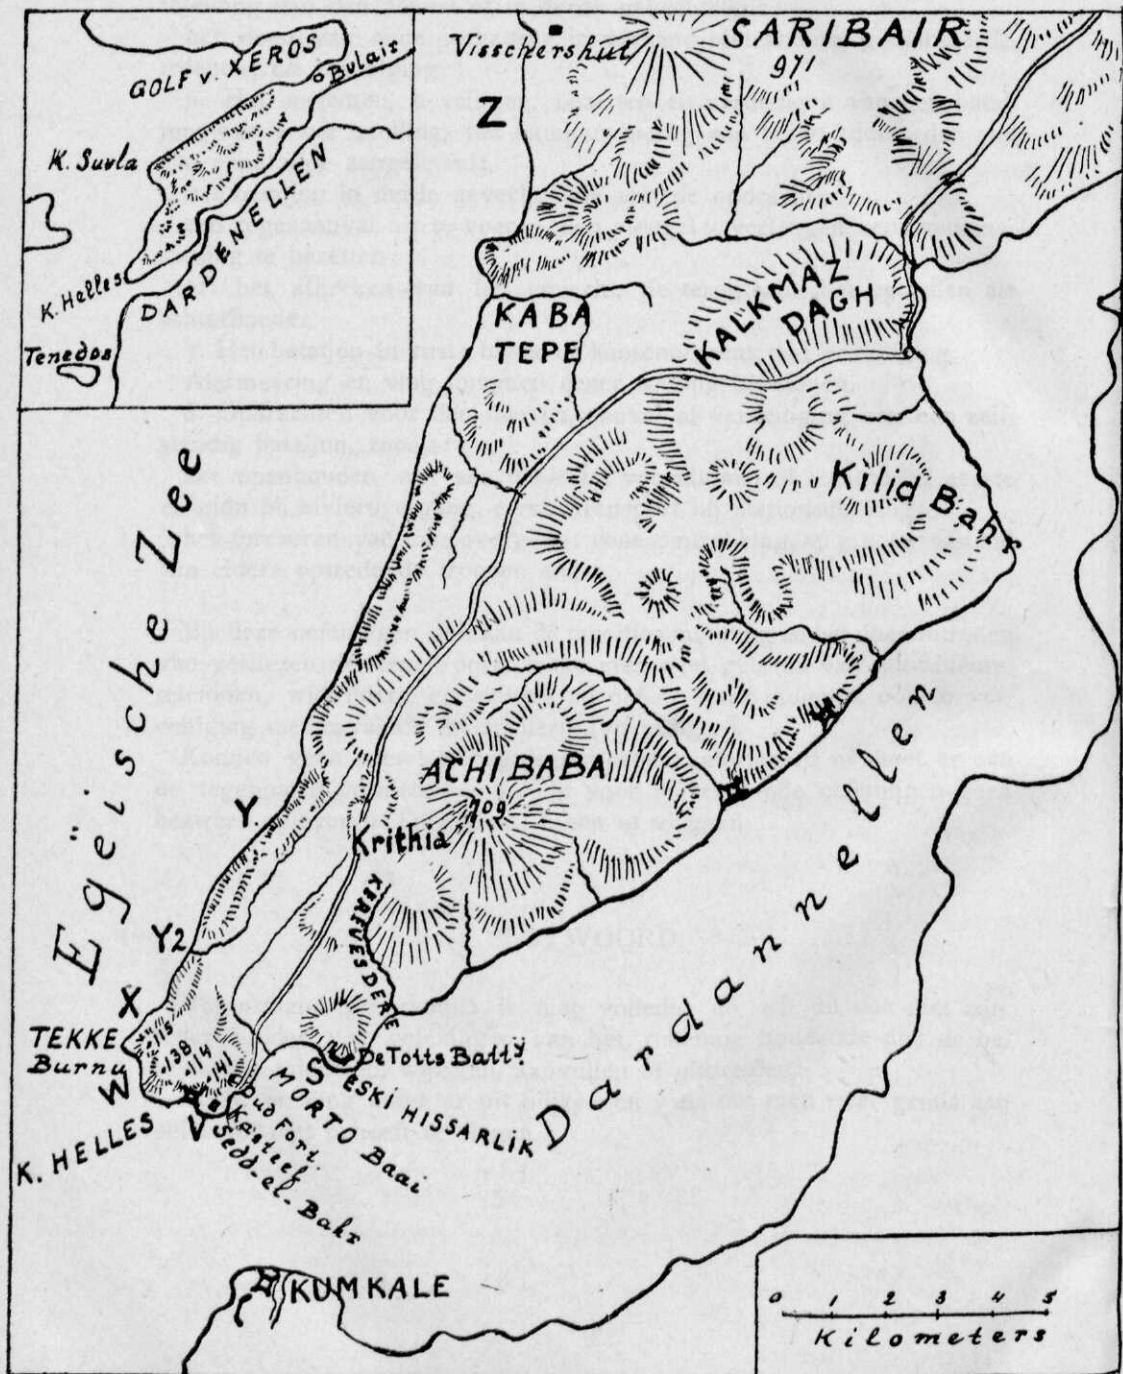 GOLF v. XEROS
Bulair
K. Suvla
DARDENELLEN
K. Helles
Tenedos
Visschershut
SARIBAIR
971
Z
KABA
TEPE
KALKMAZ
DAGH
Kilid Bahr
Egeïsche Zee
ACHI BABA
709
Krithia
KEREVESDERE
Y
Y2
X
TEKKE
Burnu
115
138
114
141
W
V
K. HELLES
Oud Fort.
Kasteel
Sedd-el-Bahr
S
De Totts Batty.
ESKI HISSARLIK
MORTO Baai
Dardanellen
KUMKALE
0 1 2 3 4 5
Kilometers